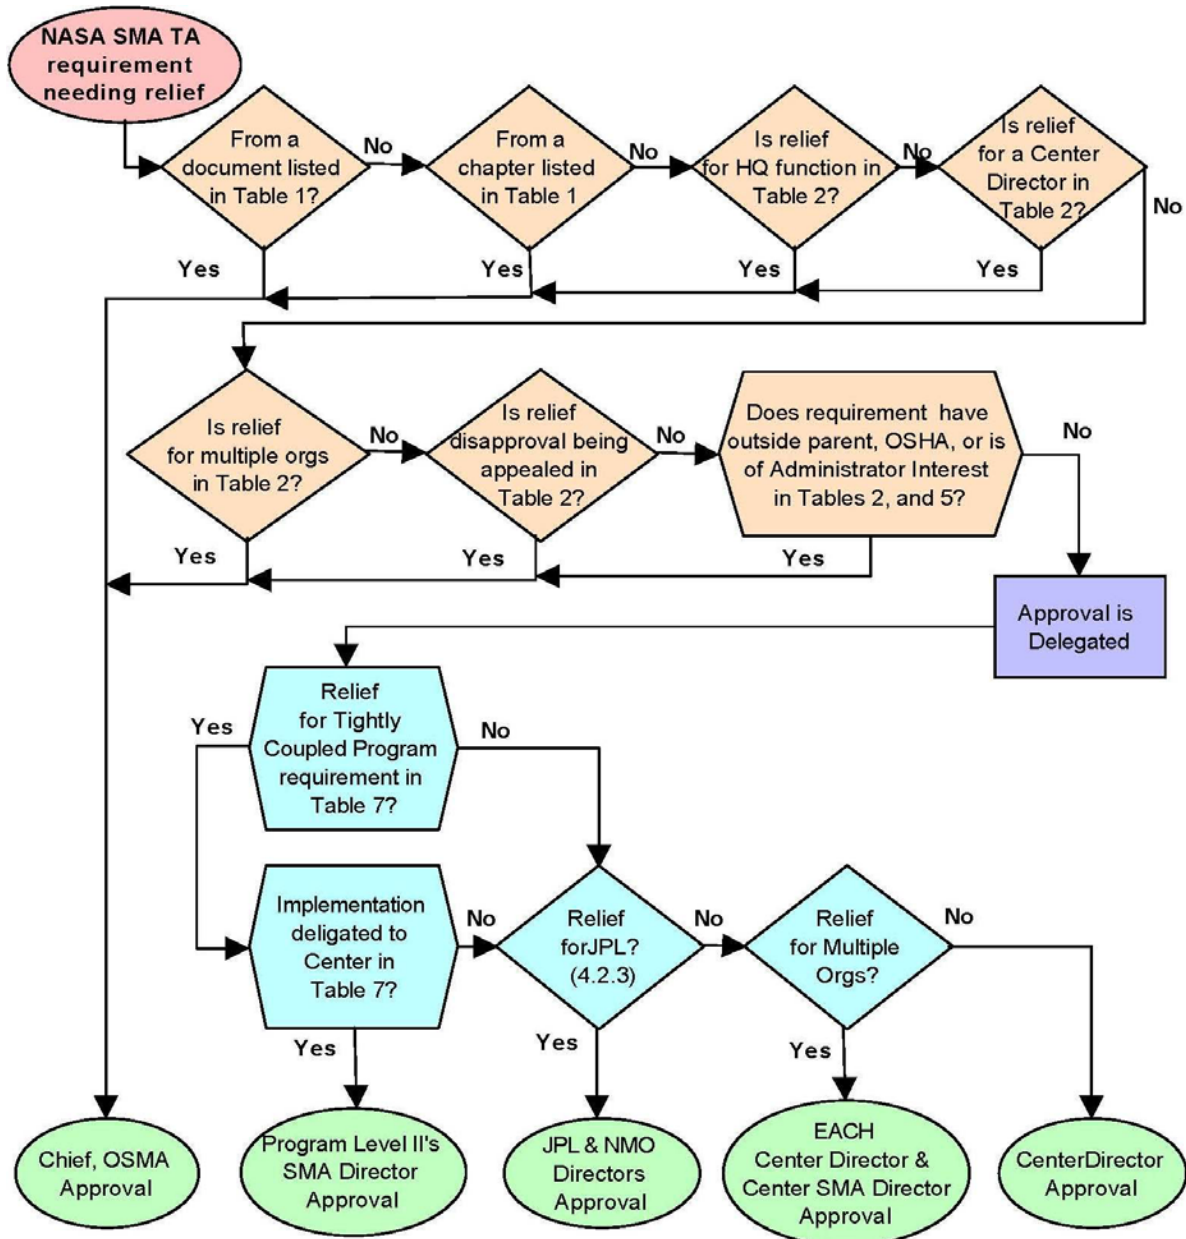 NASA SMA TA
requirement
needing relief
From a
document listed
in Table 1?
No
From a
chapter listed
in Table 1
No
Is relief
for HQ function in
Table 2?
No
Is relief
for a Center
Director in
Table 2?
No
Yes
Yes
Yes
Yes
Is relief
for multiple orgs
in Table 2?
No
Is relief
disapproval being
appealed in
Table 2?
No
Does requirement have
outside parent, OSHA, or is
of Administrator Interest
in Tables 2, and 5?
No
Yes
Yes
Yes
Approval is
Delegated
Relief
for Tightly
Coupled Program
requirement in
Table 7?
Yes
No
Implementation
deligated to
Center in
Table 7?
No
Relief
forJPL?
(4.2.3)
No
Relief
for Multiple
Orgs?
No
Yes
Yes
Yes
Chief, OSMA
Approval
Program Level II's
SMA Director
Approval
JPL & NMO
Directors
Approval
EACH
Center Director &
Center SMA Director
Approval
CenterDirector
Approval